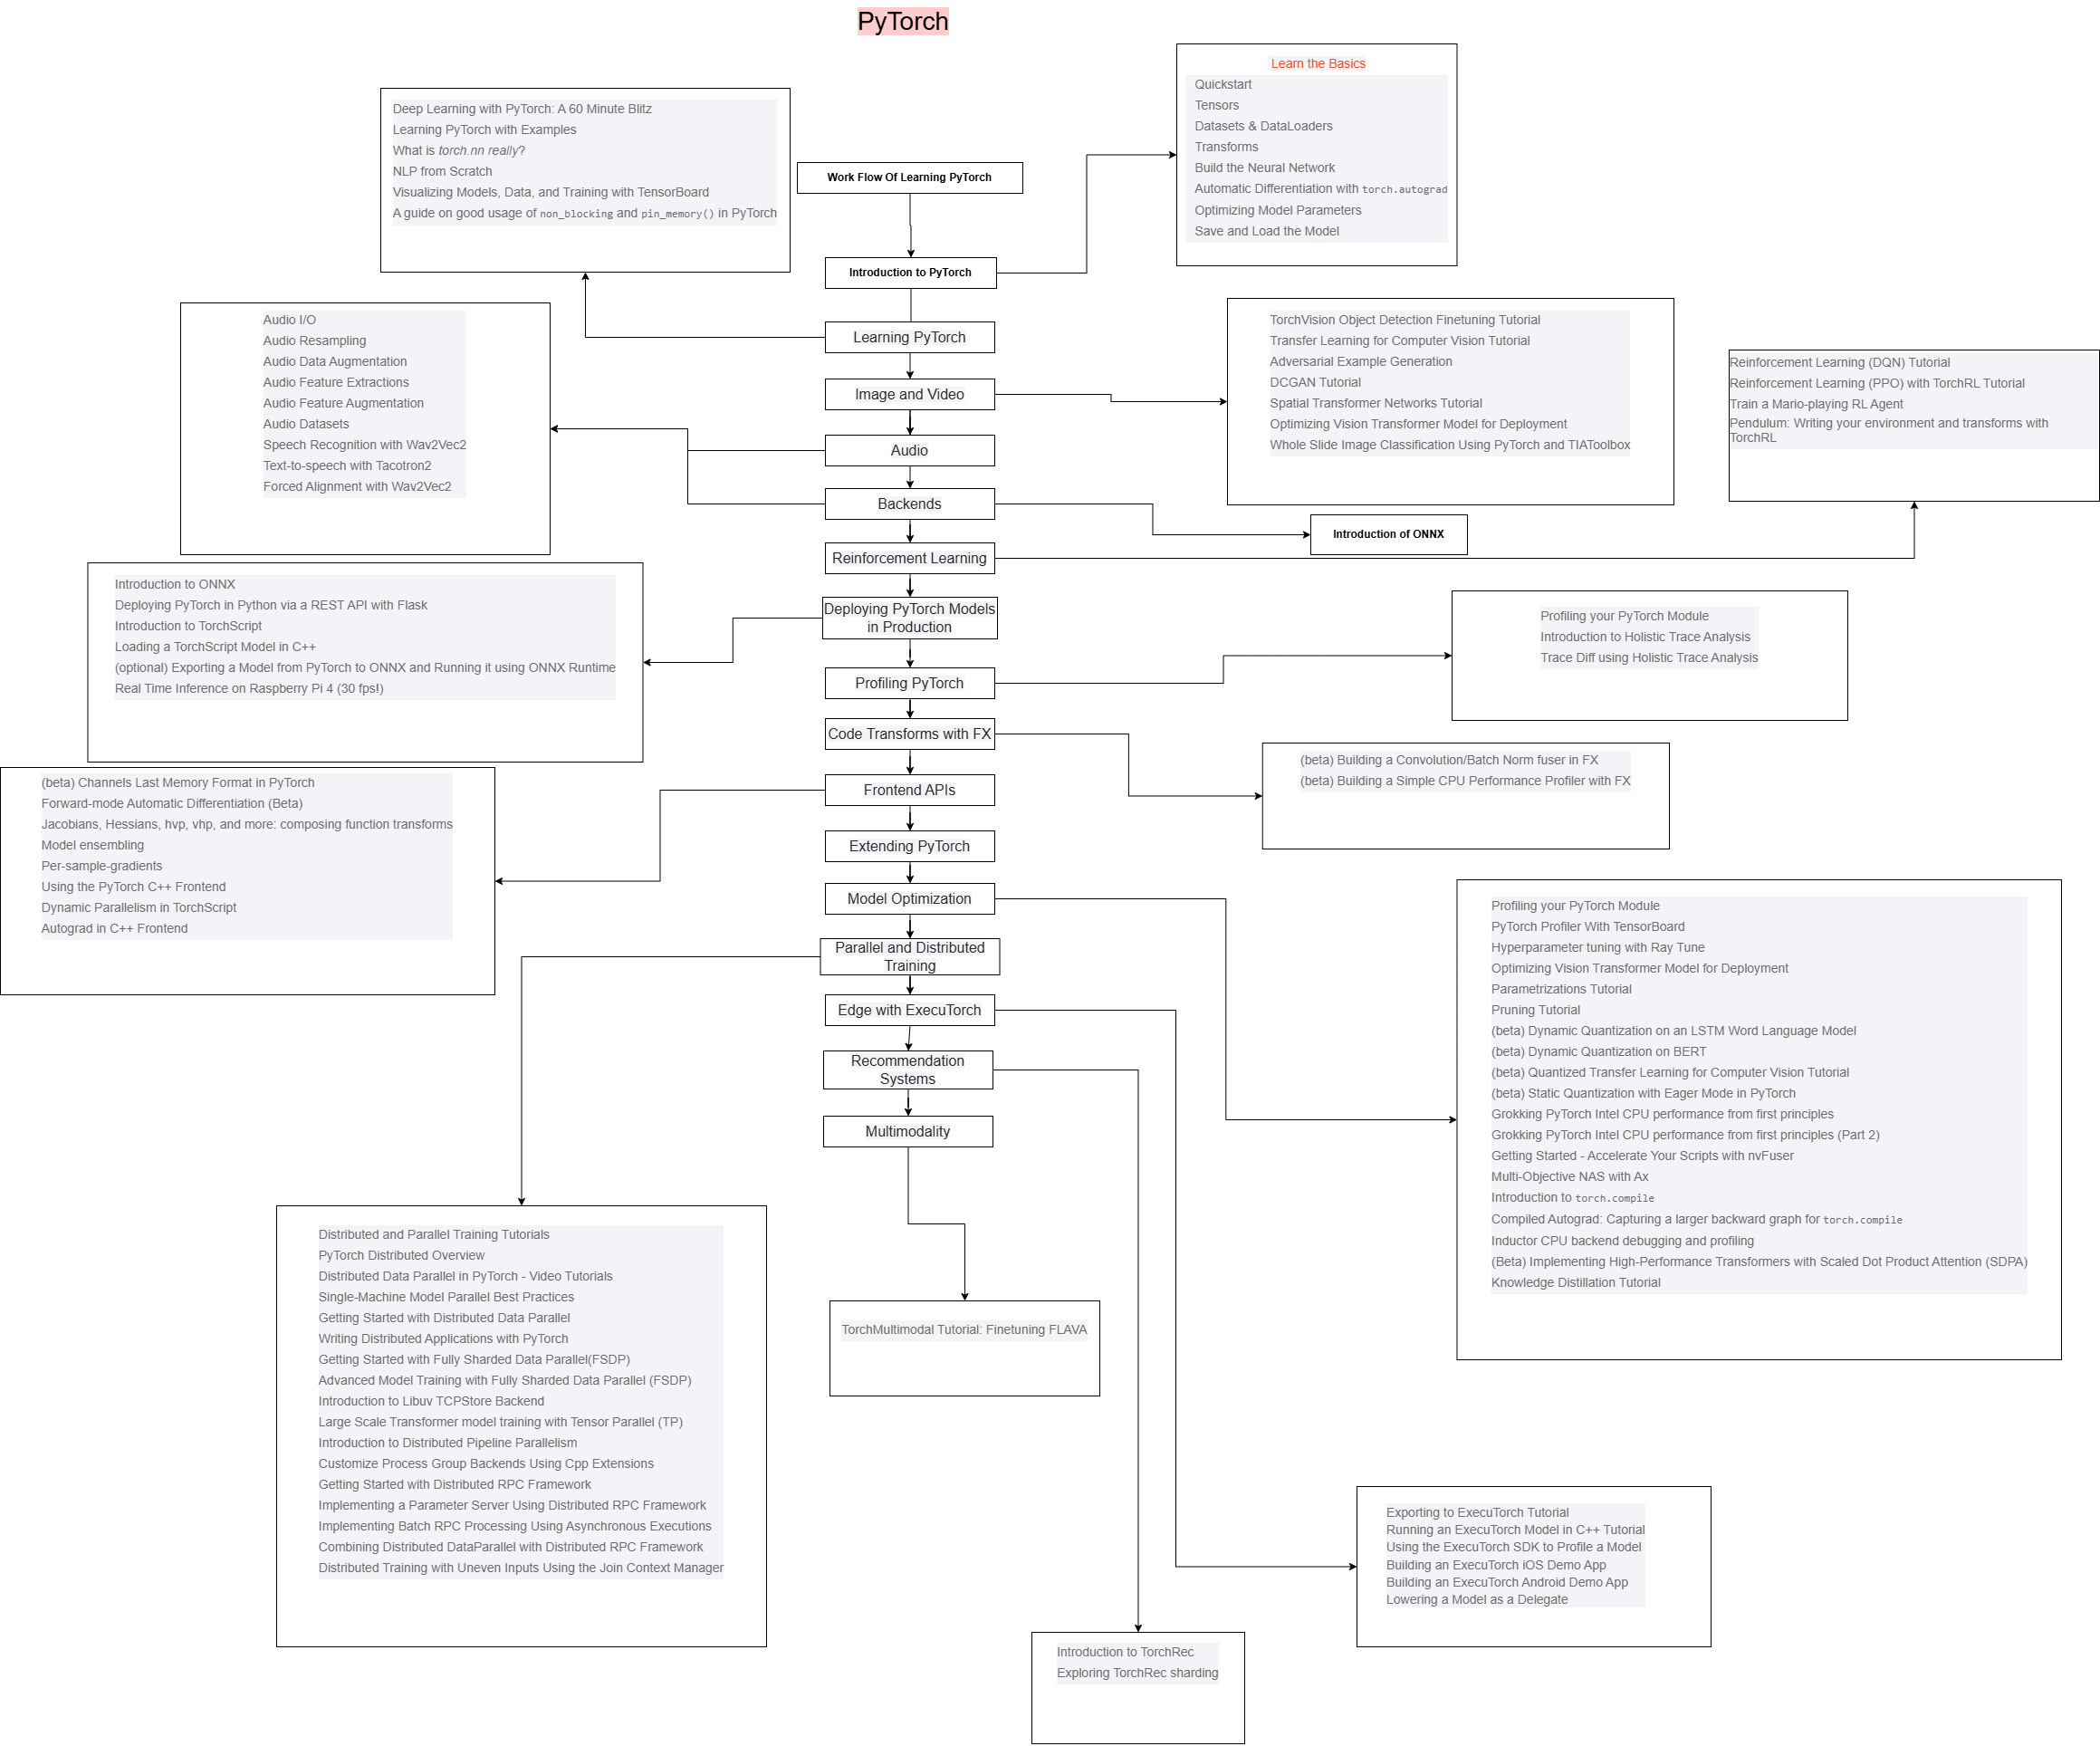 PyTorch
Learn the Basics
Quickstart
Tensors
Datasets & DataLoaders
Transforms
Build the Neural Network
Automatic Differentiation with torch.autograd
Optimizing Model Parameters
Save and Load the Model
Deep Learning with PyTorch: A 60 Minute Blitz
Learning PyTorch with Examples
What is torch.nn really?
NLP from Scratch
Visualizing Models, Data, and Training with TensorBoard
A guide on good usage of non_blocking and pin_memory() in PyTorch
Work Flow Of Learning PyTorch
Introduction to PyTorch
Learning PyTorch
Image and Video
Audio
Backends
Reinforcement Learning
Deploying PyTorch Models
in Production
Profiling PyTorch
Code Transforms with FX
Frontend APIs
Extending PyTorch
Model Optimization
Parallel and Distributed
Training
Edge with ExecuTorch
Recommendation
Systems
Multimodality
Audio I/O
Audio Resampling
Audio Data Augmentation
Audio Feature Extractions
Audio Feature Augmentation
Audio Datasets
Speech Recognition with Wav2Vec2
Text-to-speech with Tacotron2
Forced Alignment with Wav2Vec2
TorchVision Object Detection Finetuning Tutorial
Transfer Learning for Computer Vision Tutorial
Adversarial Example Generation
DCGAN Tutorial
Spatial Transformer Networks Tutorial
Optimizing Vision Transformer Model for Deployment
Whole Slide Image Classification Using PyTorch and TIAToolbox
Reinforcement Learning (DQN) Tutorial
Reinforcement Learning (PPO) with TorchRL Tutorial
Train a Mario-playing RL Agent
Pendulum: Writing your environment and transforms with
TorchRL
Introduction of ONNX
Introduction to ONNX
Deploying PyTorch in Python via a REST API with Flask
Introduction to TorchScript
Loading a TorchScript Model in C++
(optional) Exporting a Model from PyTorch to ONNX and Running it using ONNX Runtime
Real Time Inference on Raspberry Pi 4 (30 fps!)
Profiling your PyTorch Module
Introduction to Holistic Trace Analysis
Trace Diff using Holistic Trace Analysis
(beta) Building a Convolution/Batch Norm fuser in FX
(beta) Building a Simple CPU Performance Profiler with FX
(beta) Channels Last Memory Format in PyTorch
Forward-mode Automatic Differentiation (Beta)
Jacobians, Hessians, hvp, vhp, and more: composing function transforms
Model ensembling
Per-sample-gradients
Using the PyTorch C++ Frontend
Dynamic Parallelism in TorchScript
Autograd in C++ Frontend
Profiling your PyTorch Module
PyTorch Profiler With TensorBoard
Hyperparameter tuning with Ray Tune
Optimizing Vision Transformer Model for Deployment
Parametrizations Tutorial
Pruning Tutorial
(beta) Dynamic Quantization on an LSTM Word Language Model
(beta) Dynamic Quantization on BERT
(beta) Quantized Transfer Learning for Computer Vision Tutorial
(beta) Static Quantization with Eager Mode in PyTorch
Grokking PyTorch Intel CPU performance from first principles
Grokking PyTorch Intel CPU performance from first principles (Part 2)
Getting Started - Accelerate Your Scripts with nvFuser
Multi-Objective NAS with Ax
Introduction to torch.compile
Compiled Autograd: Capturing a larger backward graph for torch.compile
Inductor CPU backend debugging and profiling
(Beta) Implementing High-Performance Transformers with Scaled Dot Product Attention (SDPA)
Knowledge Distillation Tutorial
Distributed and Parallel Training Tutorials
PyTorch Distributed Overview
Distributed Data Parallel in PyTorch - Video Tutorials
Single-Machine Model Parallel Best Practices
Getting Started with Distributed Data Parallel
Writing Distributed Applications with PyTorch
Getting Started with Fully Sharded Data Parallel(FSDP)
Advanced Model Training with Fully Sharded Data Parallel (FSDP)
Introduction to Libuv TCPStore Backend
Large Scale Transformer model training with Tensor Parallel (TP)
Introduction to Distributed Pipeline Parallelism
Customize Process Group Backends Using Cpp Extensions
Getting Started with Distributed RPC Framework
Implementing a Parameter Server Using Distributed RPC Framework
Implementing Batch RPC Processing Using Asynchronous Executions
Combining Distributed DataParallel with Distributed RPC Framework
Distributed Training with Uneven Inputs Using the Join Context Manager
TorchMultimodal Tutorial: Finetuning FLAVA
Exporting to ExecuTorch Tutorial
Running an ExecuTorch Model in C++ Tutorial
Using the ExecuTorch SDK to Profile a Model
Building an ExecuTorch iOS Demo App
Building an ExecuTorch Android Demo App
Lowering a Model as a Delegate
Introduction to TorchRec
Exploring TorchRec sharding